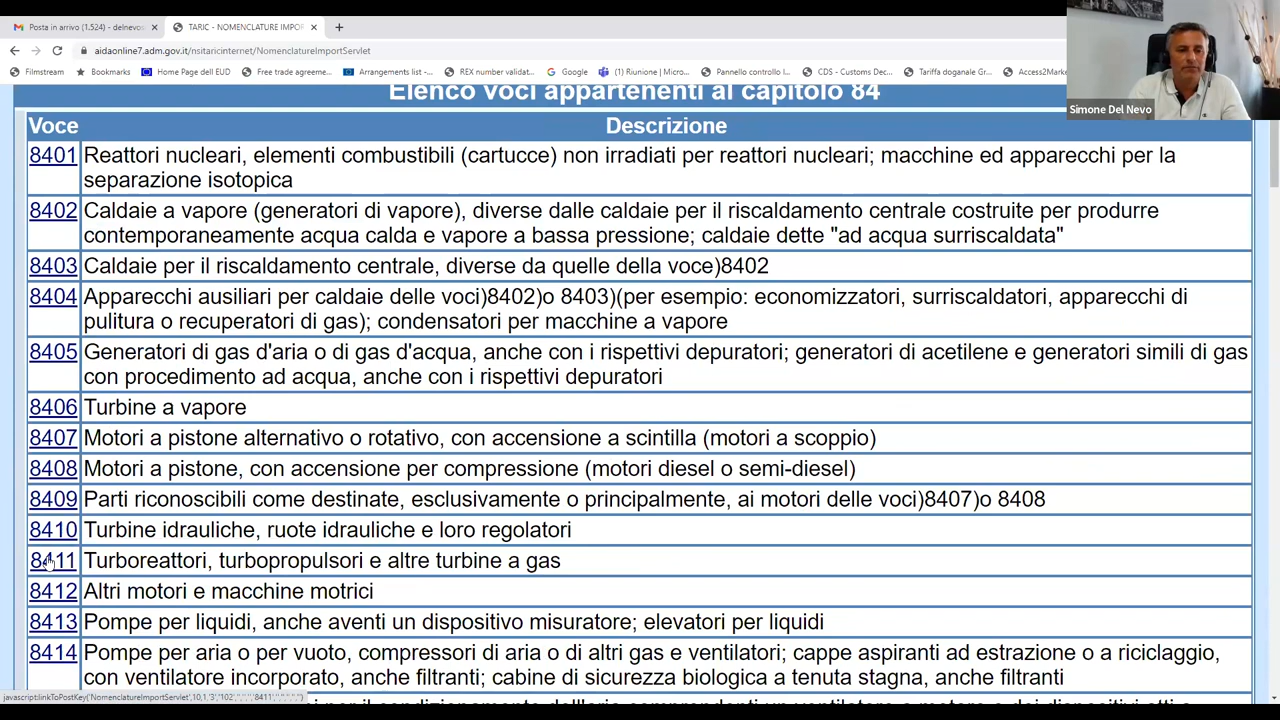 Posta in arrivo (1.524) - delnevos
TARIC - NOMENCLATURE IMPOR
aidaonline7.adm.gov.it/nsitaricinternet/NomenclatureImportServlet
Filmstream
Bookmarks
Home Page dell EUD
Free trade agreeme...
Arrangements list -...
REX number validat...
Google
(1) Riunione | Micro...
Pannello controllo I...
CDS - Customs Dec...
Tariffa doganale Gr...
Access2Market
Simone Del Nevo
Elenco voci appartenenti al capitolo 84
Voce Descrizione
8401 Reattori nucleari, elementi combustibili (cartucce) non irradiati per reattori nucleari; macchine ed apparecchi per la
separazione isotopica
8402 Caldaie a vapore (generatori di vapore), diverse dalle caldaie per il riscaldamento centrale costruite per produrre
contemporaneamente acqua calda e vapore a bassa pressione; caldaie dette "ad acqua surriscaldata"
8403 Caldaie per il riscaldamento centrale, diverse da quelle della voce)8402
8404 Apparecchi ausiliari per caldaie delle voci)8402)o 8403)(per esempio: economizzatori, surriscaldatori, apparecchi di
pulitura o recuperatori di gas); condensatori per macchine a vapore
8405 Generatori di gas d'aria o di gas d'acqua, anche con i rispettivi depuratori; generatori di acetilene e generatori simili di gas
con procedimento ad acqua, anche con i rispettivi depuratori
8406 Turbine a vapore
8407 Motori a pistone alternativo o rotativo, con accensione a scintilla (motori a scoppio)
8408 Motori a pistone, con accensione per compressione (motori diesel o semi-diesel)
8409 Parti riconoscibili come destinate, esclusivamente o principalmente, ai motori delle voci)8407)o 8408
8410 Turbine idrauliche, ruote idrauliche e loro regolatori
8411 Turboreattori, turbopropulsori e altre turbine a gas
8412 Altri motori e macchine motrici
8413 Pompe per liquidi, anche aventi un dispositivo misuratore; elevatori per liquidi
8414 Pompe per aria o per vuoto, compressori di aria o di altri gas e ventilatori; cappe aspiranti ad estrazione o a riciclaggio,
con ventilatore incorporato, anche filtranti; cabine di sicurezza biologica a tenuta stagna, anche filtranti